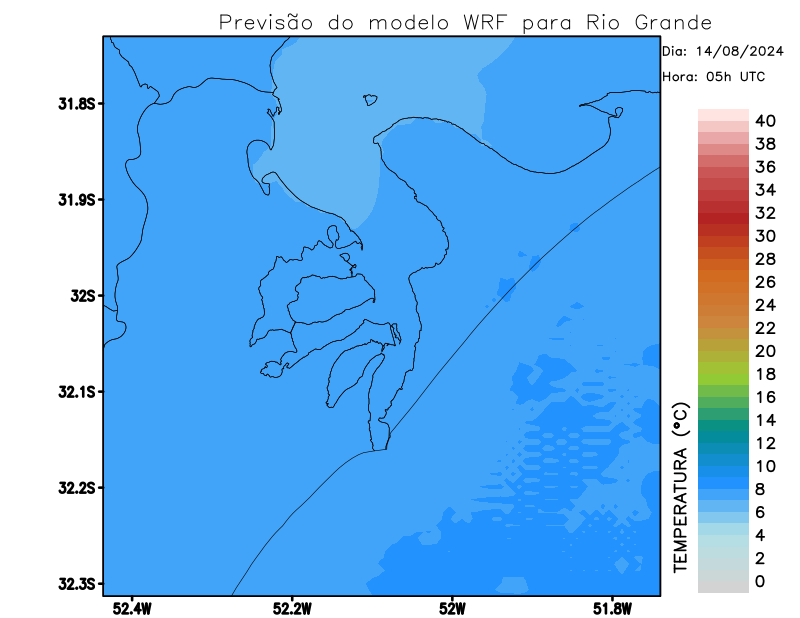 Previsão do modelo WRF para Rio Grande
Dia: 14/08/2024
Hora: 05h UTC
31.8S
31.9S
32S
32.1S
32.2S
32.3S
52.4W
52.2W
52W
51.8W
TEMPERATURA (°C)
40
38
36
34
32
30
28
26
24
22
20
18
16
14
12
10
8
6
4
2
0